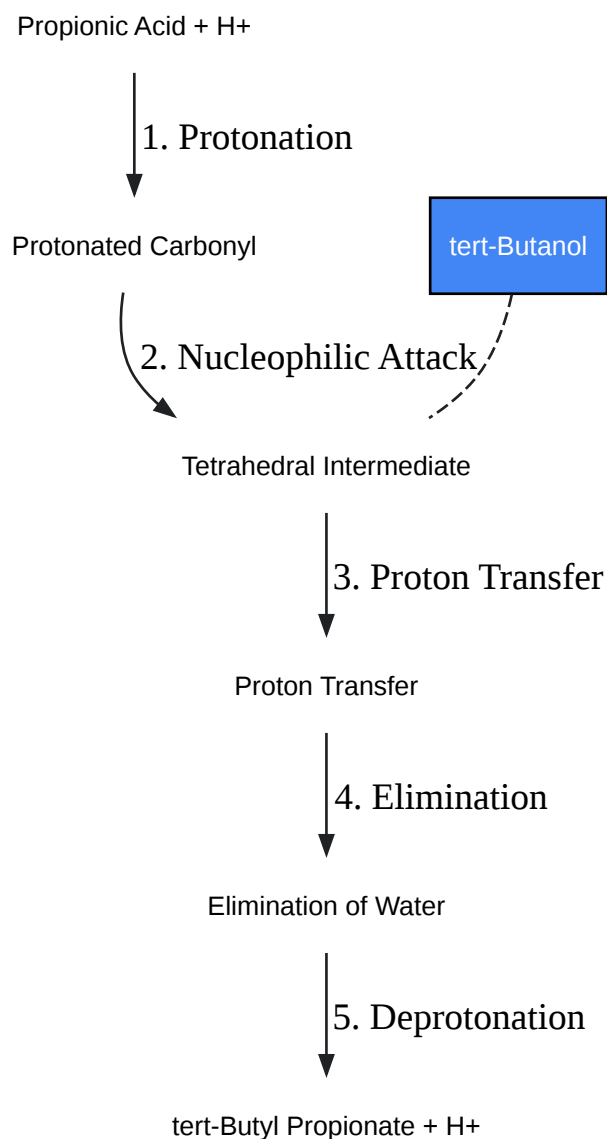 Propionic Acid + H+
1. Protonation
Protonated Carbonyl
tert-Butanol
2. Nucleophilic Attack
Tetrahedral Intermediate
3. Proton Transfer
Proton Transfer
4. Elimination
Elimination of Water
5. Deprotonation
tert-Butyl Propionate + H+